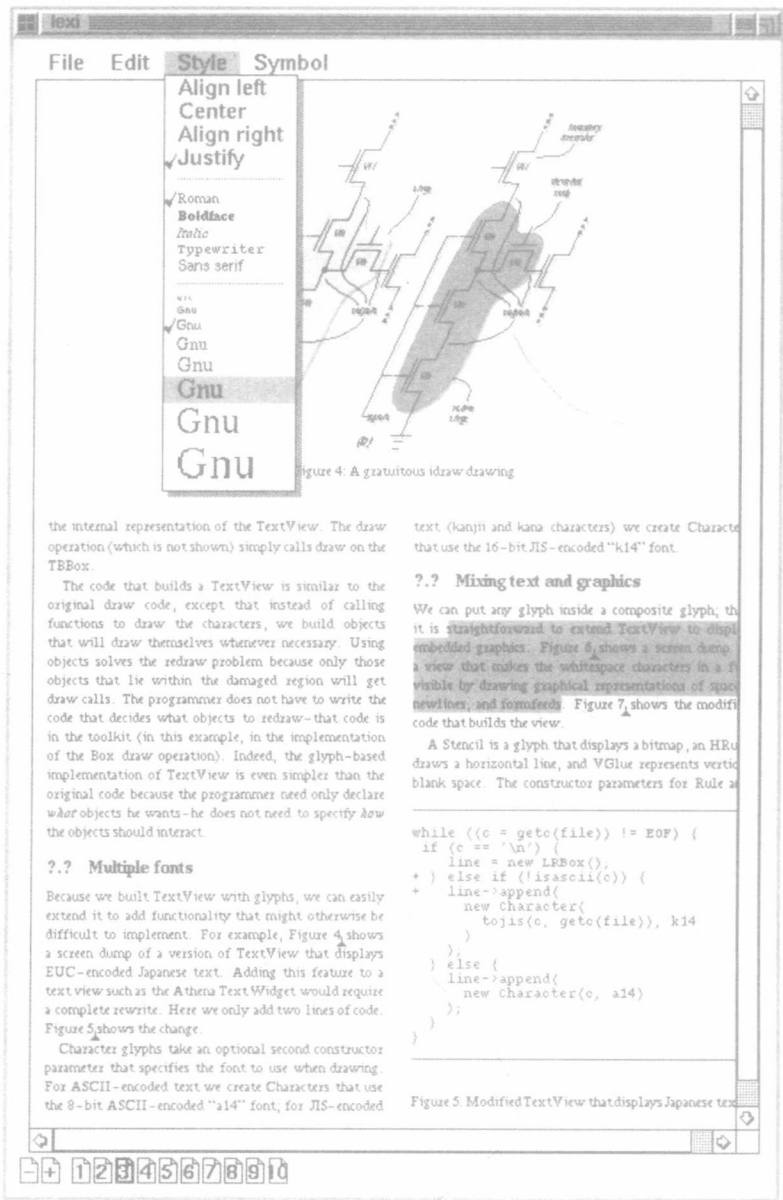 lexi
File Edit Style Symbol
Align left
Center
Align right
Justify
Roman
Boldface
Italic
Typewriter
Sans serif
Gnu
Gnu
Gnu
Gnu
Gnu
Gnu
Gnu
igure 4: A gratuitous idraw drawing
the internal representation of the TextView. The draw
operation (which is not shown) simply calls draw on the
TBBox.
The code that builds a TextView is similar to the
original draw code, except that instead of calling
functions to draw the characters, we build objects
that will draw themselves whenever necessary. Using
objects solves the redraw problem because only those
objects that lie within the damaged region will get
draw calls. The programmer does not have to write the
code that decides what objects to redraw-that code is
in the toolkit (in this example, in the implementation
of the Box draw operation). Indeed, the glyph-based
implementation of TextView is even simpler than the
original code because the programmer need only declare
what objects he wants-he does not need to specify how
the objects should interact.
?.? Multiple fonts
Because we built TextView with glyphs, we can easily
extend it to add functionality that might otherwise be
difficult to implement. For example, Figure 4 shows
a screen dump of a version of TextView that displays
EUC-encoded Japanese text. Adding this feature to a
text view such as the Athena Text Widget would require
a complete rewrite. Here we only add two lines of code.
Figure 5 shows the change.
Character glyphs take an optional second constructor
parameter that specifies the font to use when drawing.
For ASCII-encoded text we create Characters that use
the 8-bit ASCII-encoded "a14" font; for JIS-encoded
text (kanjii and kana characters) we create Characte
that use the 16-bit JIS-encoded "k14" font.
?.? Mixing text and graphics
We can put any glyph inside a composite glyph; th
it is straightforward to extend TextView to displ
embedded graphics. Figure 6 shows a screen dump
a view that makes the whitespace characters in a f
visible by drawing graphical representations of space
newlines, and formfeeds. Figure 7 shows the modifi
code that builds the view.
A Stencil is a glyph that displays a bitmap, an HRu
draws a horizontal line, and VGlue represents vertic
blank space. The constructor parameters for Rule a
while ((c = getc(file)) != EOF) {
if (c == '\n') {
line = new LRBox();
+ } else if (!isascii(c)) {
+ line->append(
new Character(
tojis(c, getc(file)), k14
)
);
} else {
line->append(
new Character(c, a14)
);
}
}
Figure 5: Modified TextView that displays Japanese tex
- + 1 2 3 4 5 6 7 8 9 10